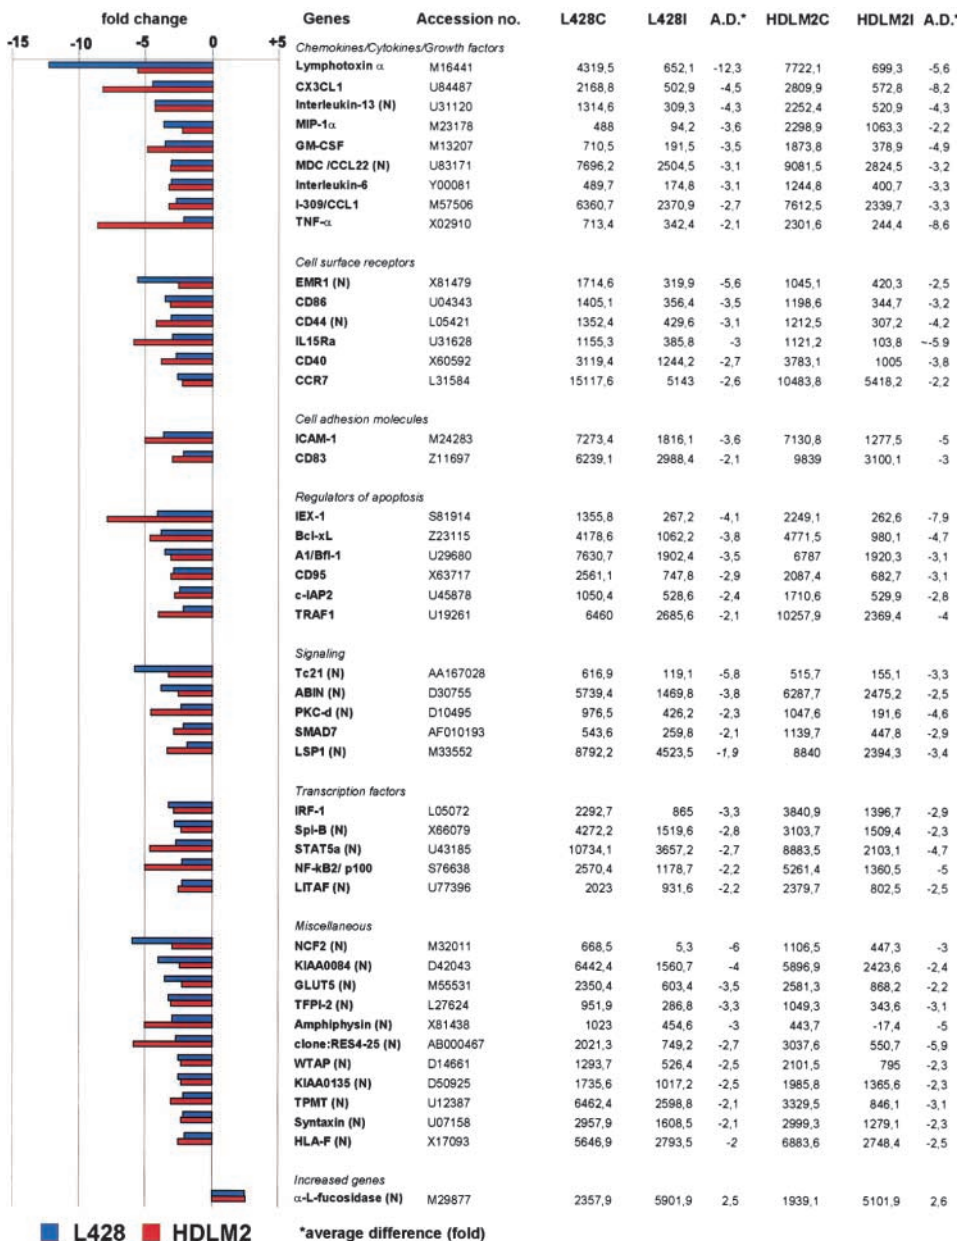 fold change Genes Accession no. L428C L428I A.D.* HDLM2C HDLM2I A.D.*
-15 -10 -5 0 +5
Chemokines/Cytokines/Growth factors
Lymphotoxin α M16441 4319,5 652,1 -12,3 7722,1 699,3 -5,6
CX3CL1 U84487 2168,8 502,9 -4,5 2809,9 572,8 -8,2
Interleukin-13 (N) U31120 1314,6 309,3 -4,3 2252,4 520,9 -4,3
MIP-1α M23178 488 94,2 -3,6 2298,9 1063,3 -2,2
GM-CSF M13207 710,5 191,5 -3,5 1873,8 378,9 -4,9
MDC /CCL22 (N) U83171 7696,2 2504,5 -3,1 9081,5 2824,5 -3,2
Interleukin-6 Y00081 489,7 174,8 -3,1 1244,8 400,7 -3,3
I-309/CCL1 M57506 6360,7 2370,9 -2,7 7612,5 2339,7 -3,3
TNF-α X02910 713,4 342,4 -2,1 2301,6 244,4 -8,6
Cell surface receptors
EMR1 (N) X81479 1714,6 319,9 -5,6 1045,1 420,3 -2,5
CD86 U04343 1405,1 356,4 -3,5 1198,6 344,7 -3,2
CD44 (N) L05421 1352,4 429,6 -3,1 1212,5 307,2 -4,2
IL15Ra U31628 1155,3 385,8 -3 1121,2 103,8 ~-5,9
CD40 X60592 3119,4 1244,2 -2,7 3783,1 1005 -3,8
CCR7 L31584 15117,6 5143 -2,6 10483,8 5418,2 -2,2
Cell adhesion molecules
ICAM-1 M24283 7273,4 1816,1 -3,6 7130,8 1277,5 -5
CD83 Z11697 6239,1 2988,4 -2,1 9839 3100,1 -3
Regulators of apoptosis
IEX-1 S81914 1355,8 267,2 -4,1 2249,1 262,6 -7,9
Bcl-xL Z23115 4178,6 1062,2 -3,8 4771,5 980,1 -4,7
A1/Bfl-1 U29680 7630,7 1902,4 -3,5 6787 1920,3 -3,1
CD95 X63717 2561,1 747,8 -2,9 2087,4 682,7 -3,1
c-IAP2 U45878 1050,4 528,6 -2,4 1710,6 529,9 -2,8
TRAF1 U19261 6460 2685,6 -2,1 10257,9 2369,4 -4
Signaling
Tc21 (N) AA167028 616,9 119,1 -5,8 515,7 155,1 -3,3
ABIN (N) D30755 5739,4 1469,8 -3,8 6287,7 2475,2 -2,5
PKC-d (N) D10495 976,5 426,2 -2,3 1047,6 191,6 -4,6
SMAD7 AF010193 543,6 259,8 -2,1 1139,7 447,8 -2,9
LSP1 (N) M33552 8792,2 4523,5 -1,9 8840 2394,3 -3,4
Transcription factors
IRF-1 L05072 2292,7 865 -3,3 3840,9 1396,7 -2,9
Spi-B (N) X66079 4272,2 1519,6 -2,8 3103,7 1509,4 -2,3
STAT5a (N) U43185 10734,1 3657,2 -2,7 8883,5 2103,1 -4,7
NF-kB2/ p100 S76638 2570,4 1178,7 -2,2 5261,4 1360,5 -5
LITAF (N) U77396 2023 931,6 -2,2 2379,7 802,5 -2,5
Miscellaneous
NCF2 (N) M32011 668,5 5,3 -6 1106,5 447,3 -3
KIAA0084 (N) D42043 6442,4 1560,7 -4 5896,9 2423,6 -2,4
GLUT5 (N) M55531 2350,4 603,4 -3,5 2581,3 868,2 -2,2
TFPI-2 (N) L27624 951,9 286,8 -3,3 1049,3 343,6 -3,1
Amphiphysin (N) X81438 1023 454,6 -3 443,7 -17,4 -5
clone:RES4-25 (N) AB000467 2021,3 749,2 -2,7 3037,6 550,7 -5,9
WTAP (N) D14661 1293,7 526,4 -2,5 2101,5 795 -2,3
KIAA0135 (N) D50925 1735,6 1017,2 -2,5 1985,8 1365,6 -2,3
TPMT (N) U12387 6462,4 2598,8 -2,1 3329,5 846,1 -3,1
Syntaxin (N) U07158 2957,9 1608,5 -2,1 2999,3 1279,1 -2,3
HLA-F (N) X17093 5646,9 2793,5 -2 6883,6 2748,4 -2,5
Increased genes
α-L-fucosidase (N) M29877 2357,9 5901,9 2,5 1939,1 5101,9 2,6
L428 HDLM2 *average difference (fold)